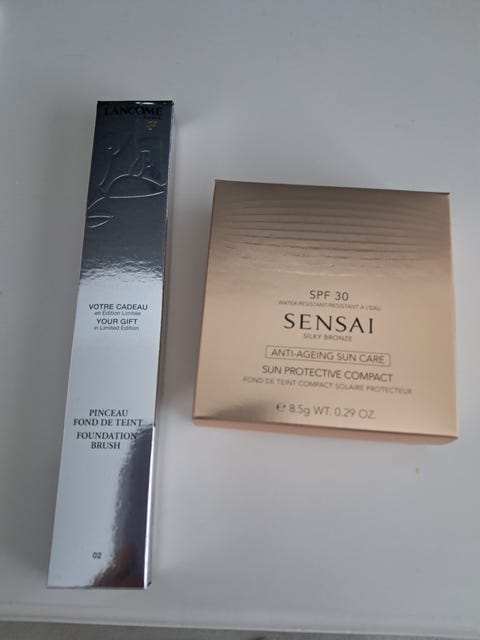 LANCÔME
VOTRE CADEAU
en Édition Limitée
YOUR GIFT
in Limited Edition
PINCEAU
FOND DE TEINT
FOUNDATION
BRUSH
02
SPF 30
WATER-RESISTANT/RÉSISTANT À L'EAU
SENSAI
SILKY BRONZE
ANTI-AGEING SUN CARE
SUN PROTECTIVE COMPACT
FOND DE TEINT COMPACT SOLAIRE PROTECTEUR
℮ 8.5g WT. 0.29 OZ.